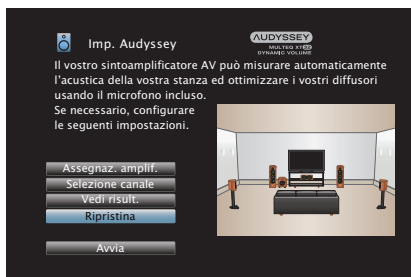 Imp. Audyssey
AUDYSSEY
MULTEQ XT32
DYNAMIC VOLUME
Il vostro sintoamplificatore AV può misurare automaticamente
l'acustica della vostra stanza ed ottimizzare i vostri diffusori
usando il microfono incluso.
Se necessario, configurare
le seguenti impostazioni.
Assegnaz. amplif.
Selezione canale
Vedi risult.
Ripristina
Avvia